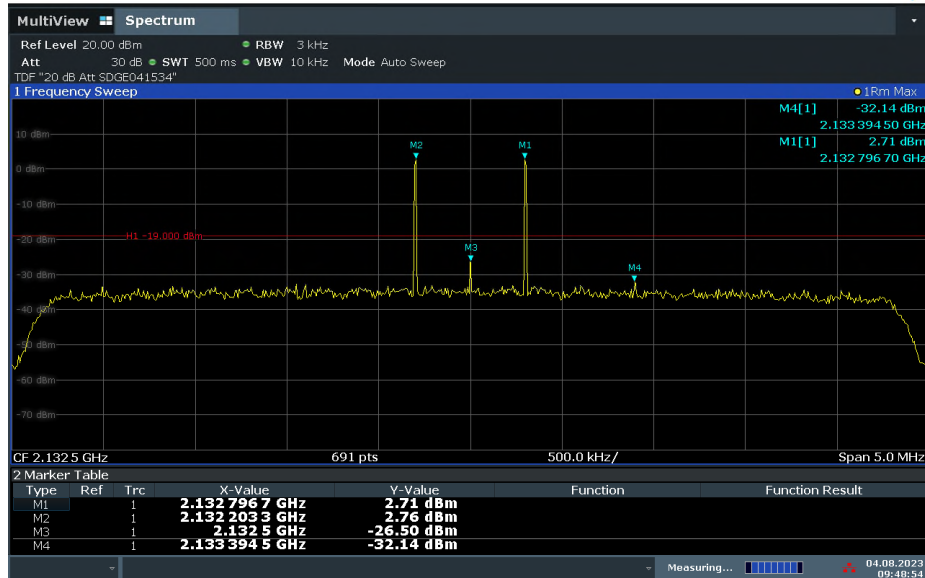 MultiView Spectrum
Ref Level 20.00 dBm RBW 3 kHz
Att 30 dB SWT 500 ms VBW 10 kHz Mode Auto Sweep
TDF "20 dB Att SDGE041534"
1 Frequency Sweep 1Rm Max
M4[1] -32.14 dBm
2.133 394 50 GHz
M1[1] 2.71 dBm
2.132 796 70 GHz
10 dBm
M2 M1
0 dBm
-10 dBm
H1 -19.000 dBm
-20 dBm
M3
M4
-30 dBm
-40 dBm
-50 dBm
-60 dBm
-70 dBm
CF 2.132 5 GHz 691 pts 500.0 kHz/ Span 5.0 MHz
2 Marker Table
Type Ref Trc X-Value Y-Value Function Function Result
M1 1 2.132 796 7 GHz 2.71 dBm
M2 1 2.132 203 3 GHz 2.76 dBm
M3 1 2.132 5 GHz -26.50 dBm
M4 1 2.133 394 5 GHz -32.14 dBm
Measuring... 04.08.2023
09:48:54